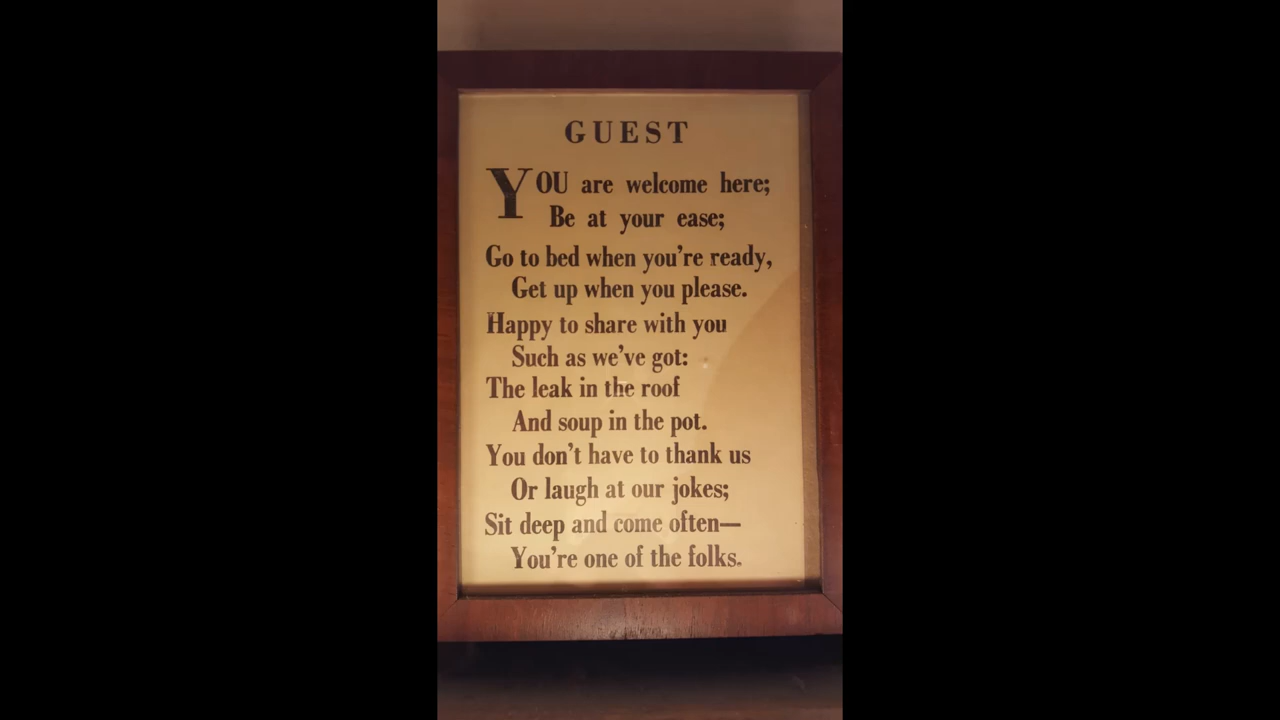 GUEST
YOU are welcome here;
Be at your ease;
Go to bed when you're ready,
Get up when you please.
Happy to share with you
Such as we've got:
The leak in the roof
And soup in the pot.
You don't have to thank us
Or laugh at our jokes;
Sit deep and come often—
You're one of the folks.